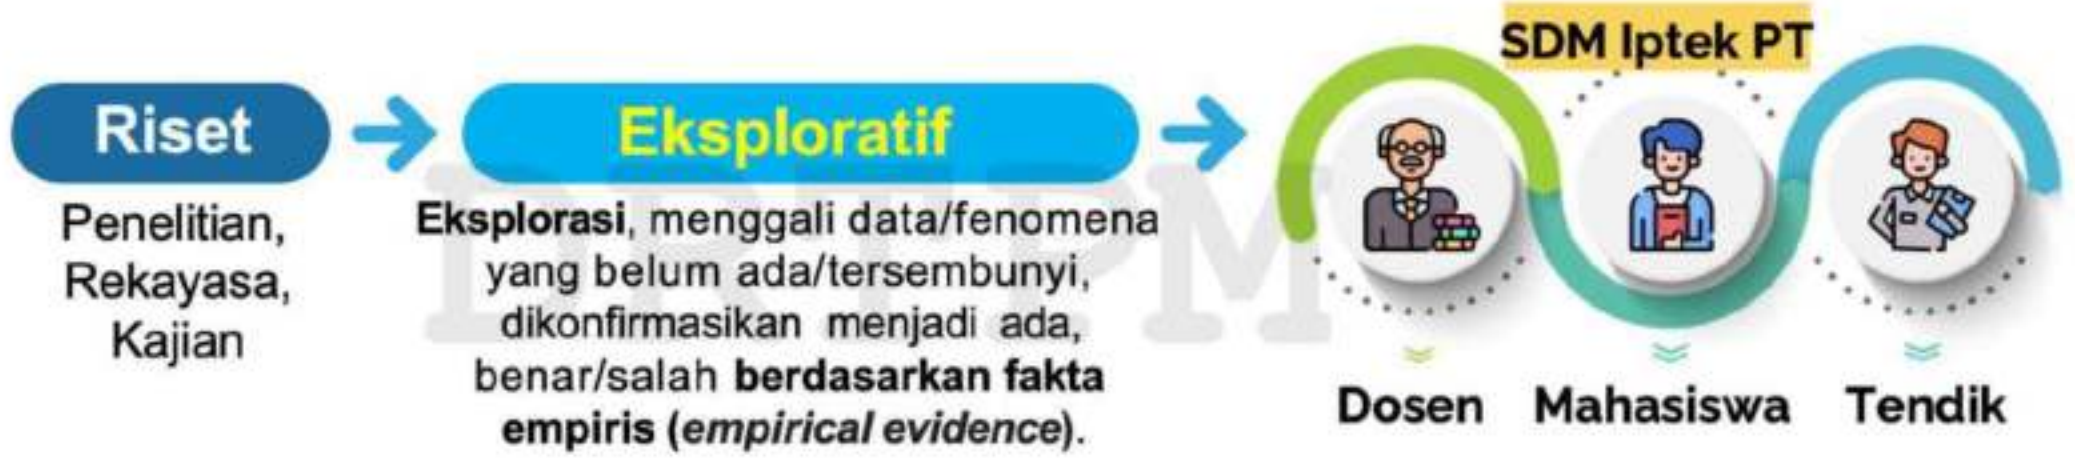 Riset
Penelitian,
Rekayasa,
Kajian
Eksploratif
Eksplorasi, menggali data/fenomena
yang belum ada/tersembunyi,
dikonfirmasikan menjadi ada,
benar/salah berdasarkan fakta
empiris (empirical evidence).
DRTPM
SDM Iptek PT
Dosen
Mahasiswa
Tendik